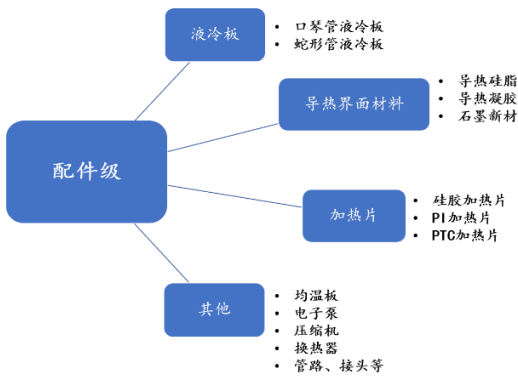 液冷板
• 口琴管液冷板
• 蛇形管液冷板
导热界面材料
• 导热硅脂
• 导热凝胶
• 石墨新材
配件级
加热片
• 硅胶加热片
• PI加热片
• PTC加热片
其他
• 均温板
• 电子泵
• 压缩机
• 换热器
• 管路、接头等